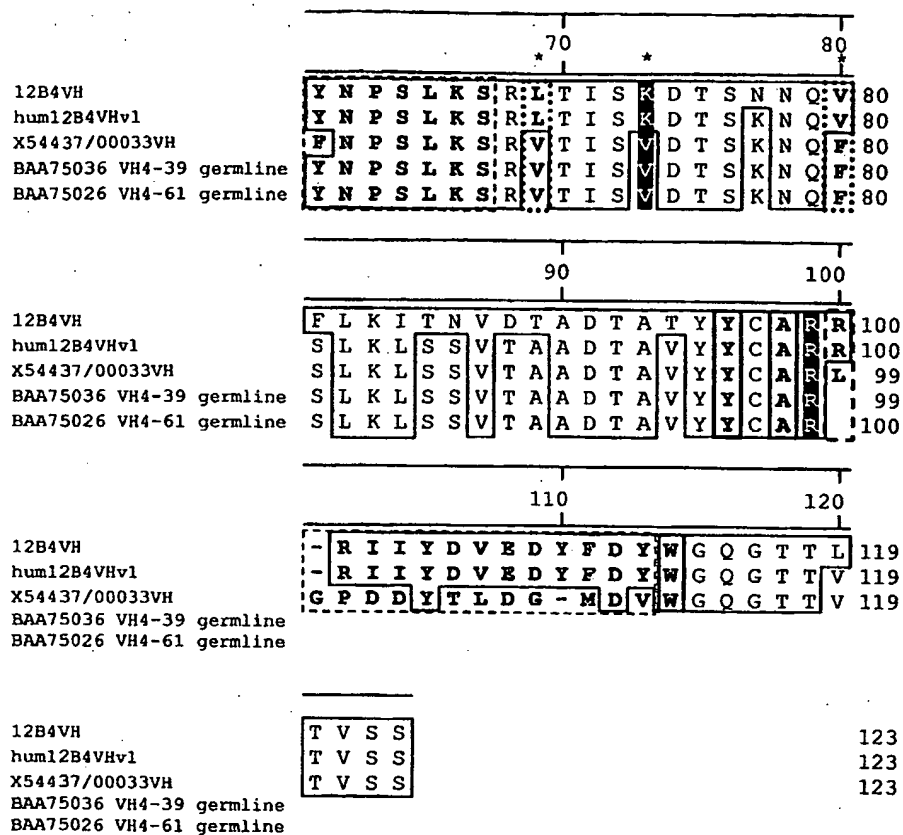 70 80
* * *
12B4VH Y N P S L K S R L T I S K D T S N N Q V 80
hum12B4VHv1 Y N P S L K S R L T I S K D T S K N Q V 80
X54437/00033VH F N P S L K S R V T I S V D T S K N Q F 80
BAA75036 VH4-39 germline Y N P S L K S R V T I S V D T S K N Q F 80
BAA75026 VH4-61 germline Y N P S L K S R V T I S V D T S K N Q F 80
90 100
12B4VH F L K I T N V D T A D T A T Y Y C A R R 100
hum12B4VHv1 S L K L S S V T A A D T A V Y Y C A R R 100
X54437/00033VH S L K L S S V T A A D T A V Y Y C A R L 99
BAA75036 VH4-39 germline S L K L S S V T A A D T A V Y Y C A R 99
BAA75026 VH4-61 germline S L K L S S V T A A D T A V Y Y C A R 100
110 120
12B4VH - R I I Y D V E D Y F D Y W G Q G T T L 119
hum12B4VHv1 - R I I Y D V E D Y F D Y W G Q G T T V 119
X54437/00033VH G P D D Y T L D G - M D V W G Q G T T V 119
BAA75036 VH4-39 germline
BAA75026 VH4-61 germline
12B4VH T V S S 123
hum12B4VHv1 T V S S 123
X54437/00033VH T V S S 123
BAA75036 VH4-39 germline
BAA75026 VH4-61 germline